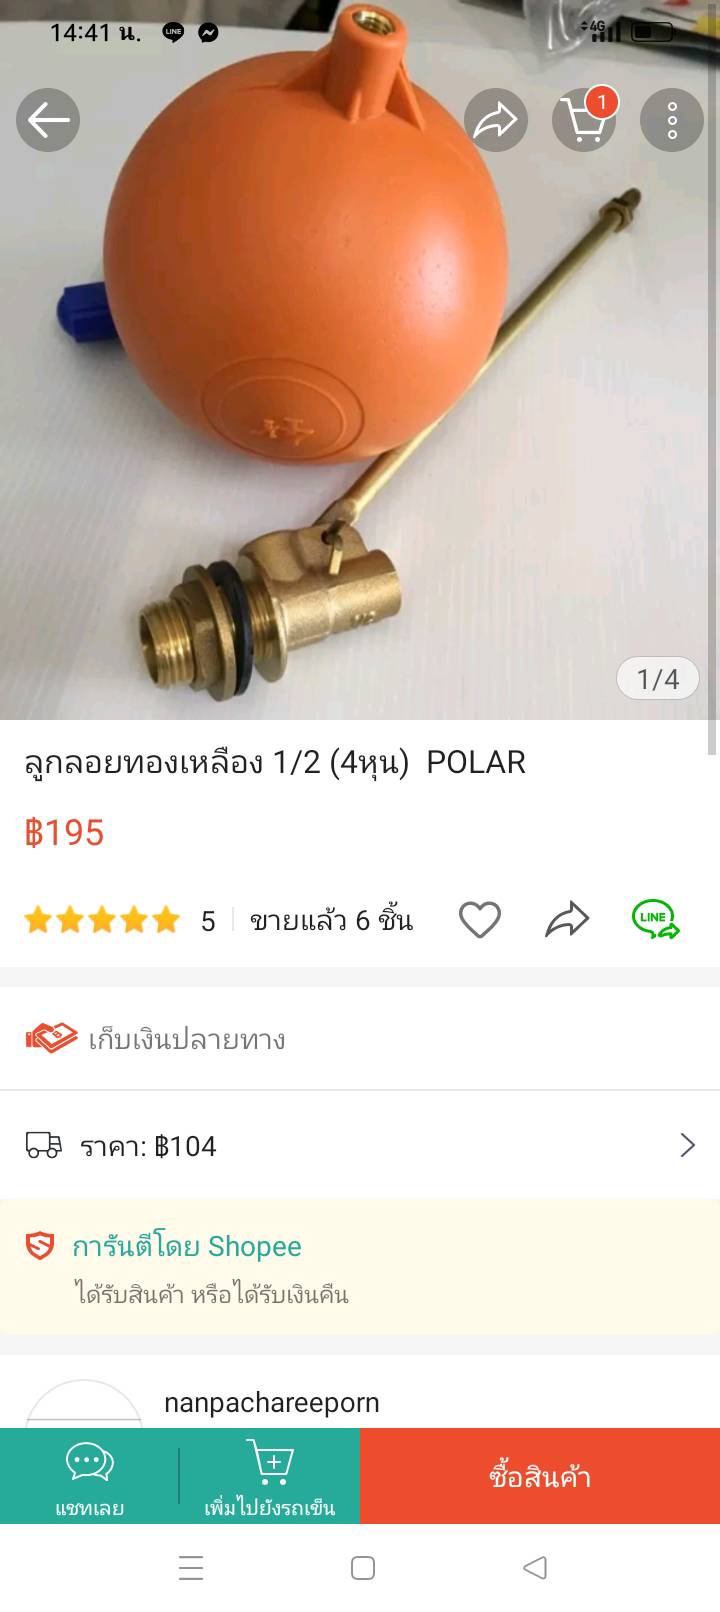 14:41 น.
LINE
4G
1
1/4
ลูกลอยทองเหลือง 1/2 (4หุน) POLAR
฿195
5
ขายแล้ว 6 ชิ้น
LINE
เก็บเงินปลายทาง
ราคา: ฿104
การันตีโดย Shopee
ได้รับสินค้า หรือได้รับเงินคืน
nanpachareeporn
แชทเลย
เพิ่มไปยังรถเข็น
ซื้อสินค้า